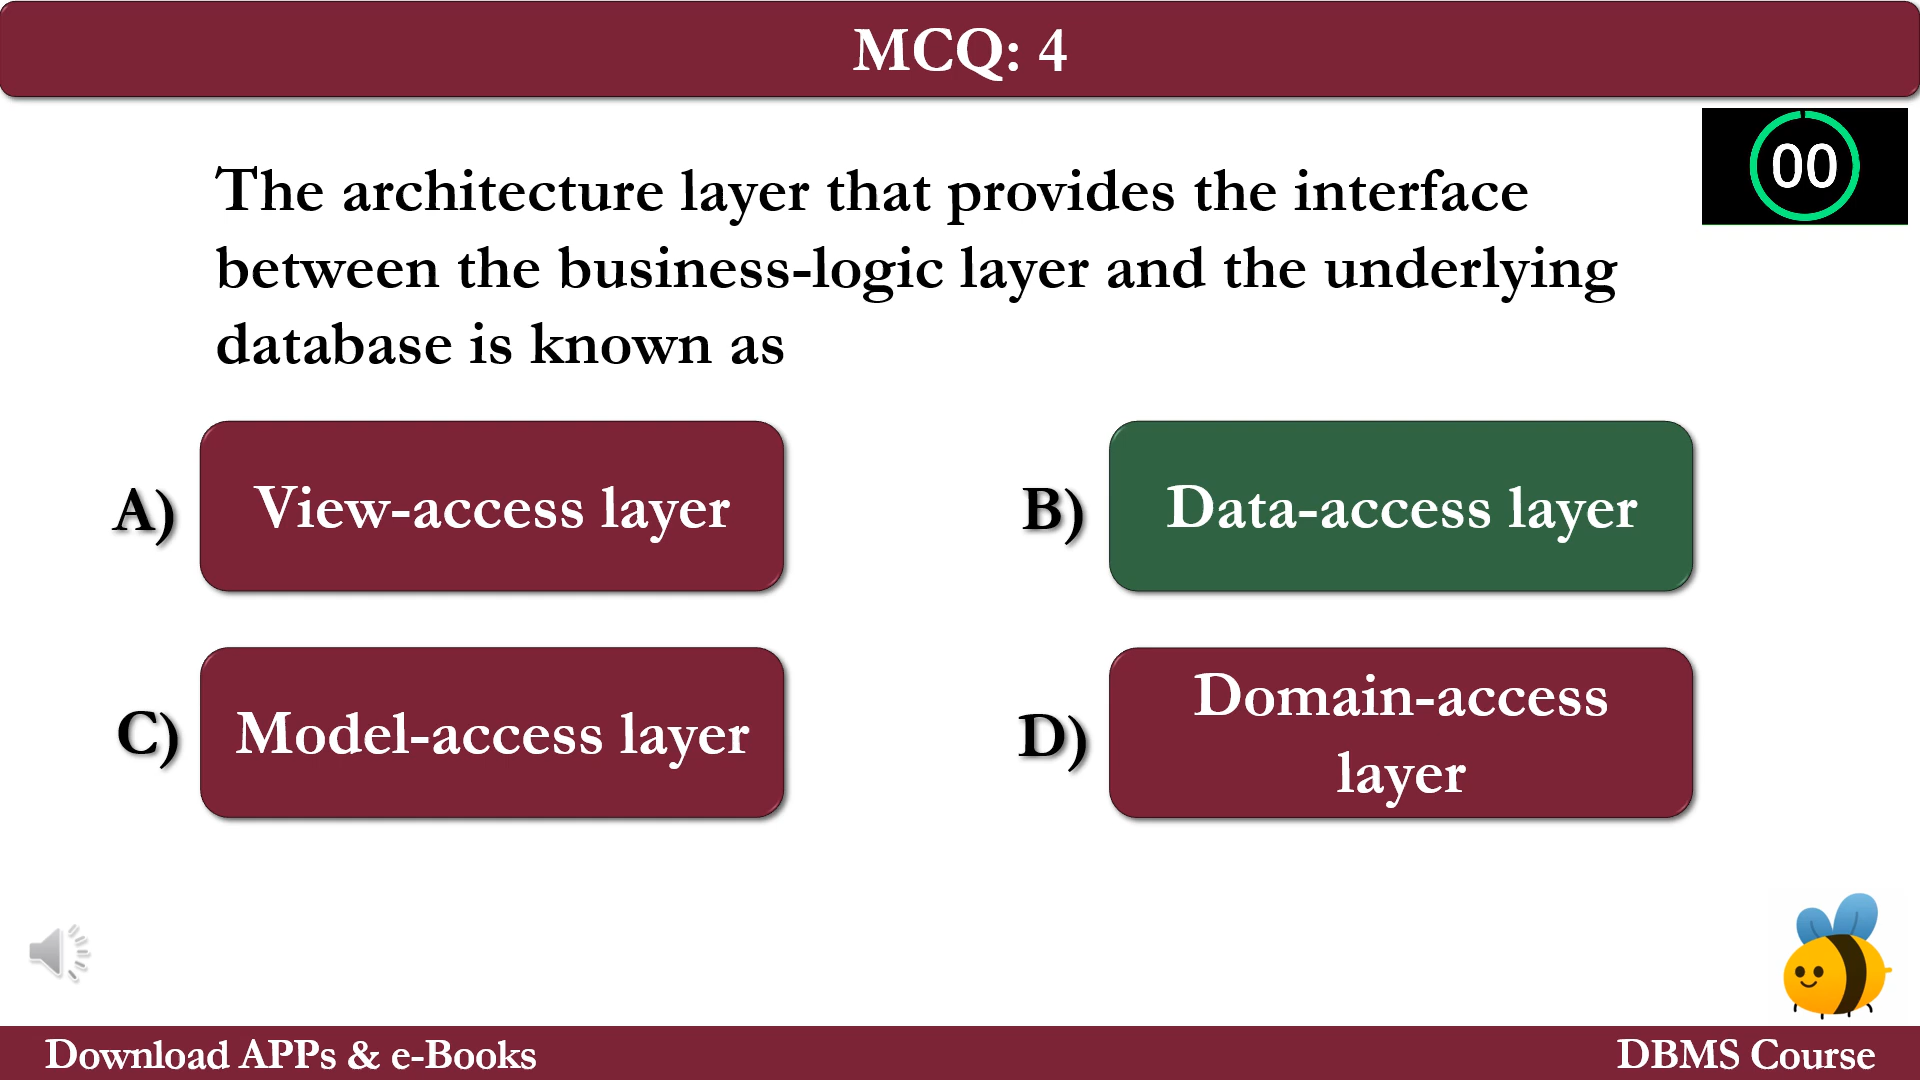 MCQ: 4
00
The architecture layer that provides the interface
between the business-logic layer and the underlying
database is known as
A) View-access layer
B) Data-access layer
C) Model-access layer
D) Domain-access
layer
Download APPs & e-Books
DBMS Course